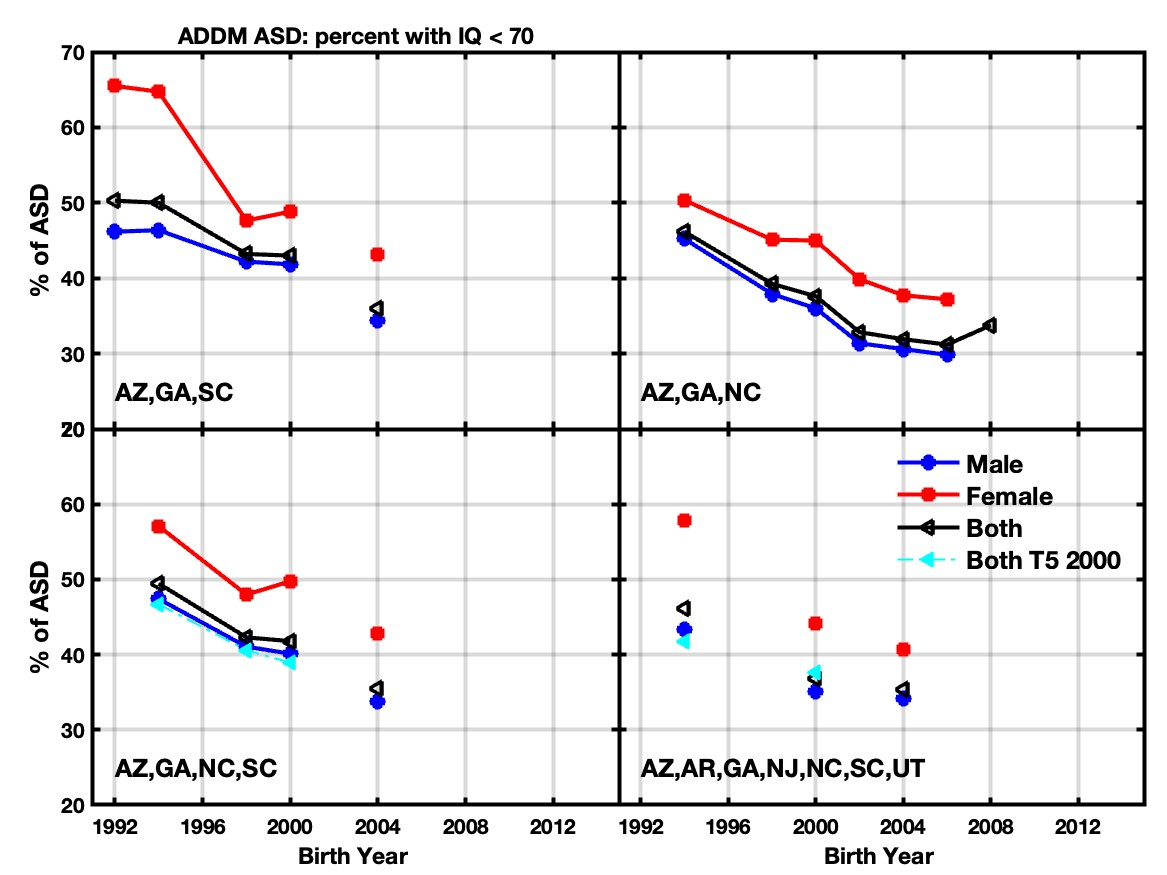 ADDM ASD: percent with IQ < 70
70
60
50
40
30
20
% of ASD
AZ,GA,SC
AZ,GA,NC
70
60
50
40
30
20
% of ASD
Male
Female
Both
Both T5 2000
AZ,GA,NC,SC
AZ,AR,GA,NJ,NC,SC,UT
1992 1996 2000 2004 2008 2012
1992 1996 2000 2004 2008 2012
Birth Year
Birth Year